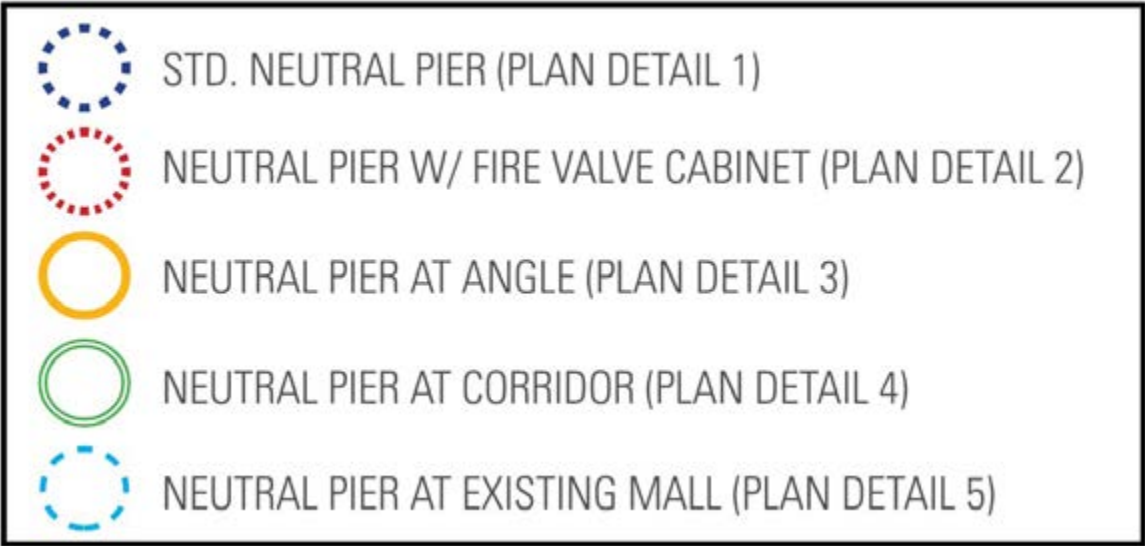 STD. NEUTRAL PIER (PLAN DETAIL 1)
NEUTRAL PIER W/ FIRE VALVE CABINET (PLAN DETAIL 2)
NEUTRAL PIER AT ANGLE (PLAN DETAIL 3)
NEUTRAL PIER AT CORRIDOR (PLAN DETAIL 4)
NEUTRAL PIER AT EXISTING MALL (PLAN DETAIL 5)